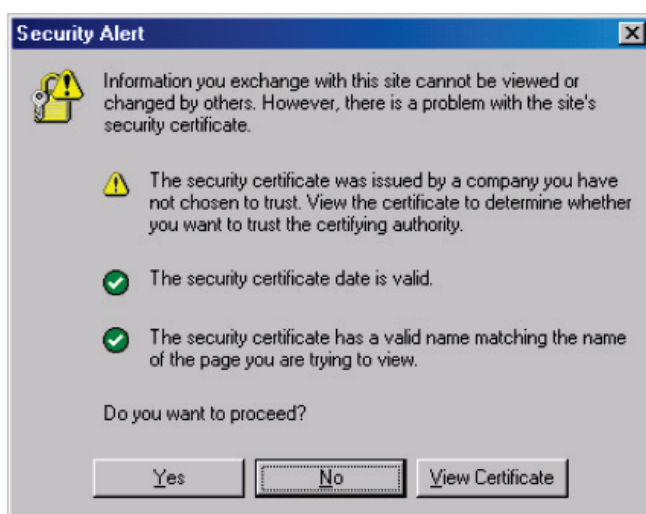 Security Alert
Information you exchange with this site cannot be viewed or
changed by others. However, there is a problem with the site's
security certificate.
The security certificate was issued by a company you have
not chosen to trust. View the certificate to determine whether
you want to trust the certifying authority.
The security certificate date is valid.
The security certificate has a valid name matching the name
of the page you are trying to view.
Do you want to proceed?
Yes
No
View Certificate